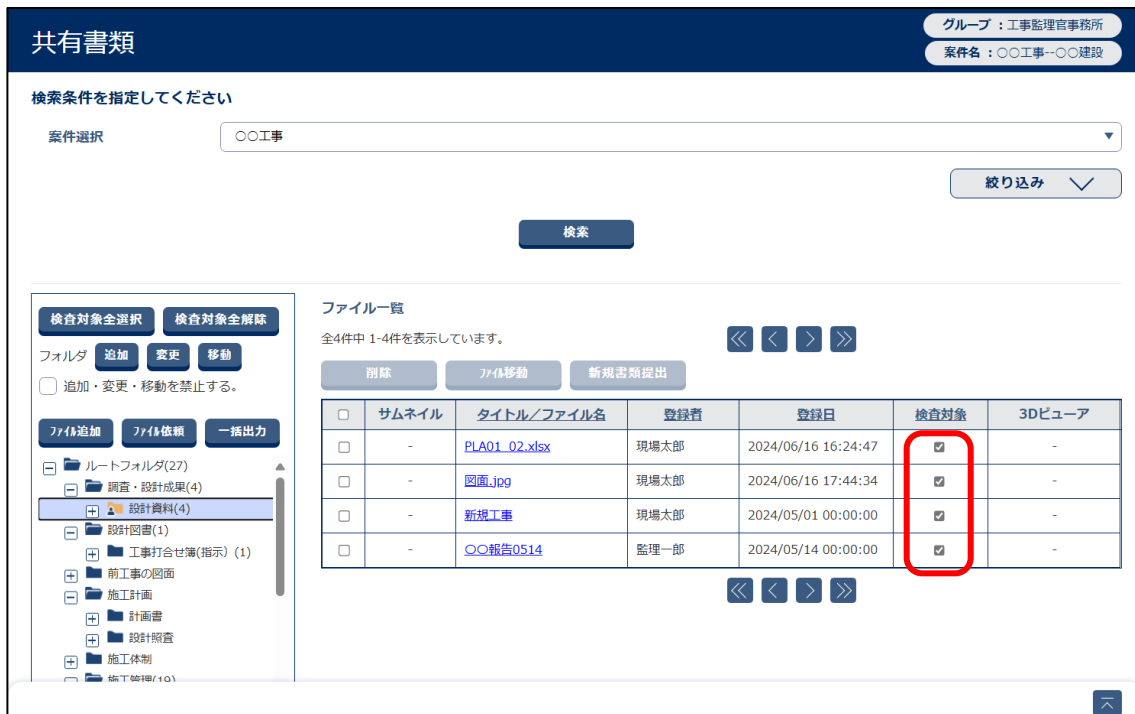 共有書類
グループ ：工事監理官事務所
案件名 ：○○工事--○○建設
検索条件を指定してください
案件選択
○○工事
絞り込み
検索
検査対象全選択 検査対象全解除
フォルダ 追加 変更 移動
追加・変更・移動を禁止する。
ﾌｧｲﾙ追加 ﾌｧｲﾙ依頼 一括出力
ルートフォルダ(27)
調査・設計成果(4)
設計資料(4)
設計図書(1)
工事打合せ簿(指示）(1)
前工事の図面
施工計画
計画書
設計照査
施工体制
施工管理(19)
ファイル一覧
全4件中 1-4件を表示しています。
削除 ﾌｧｲﾙ移動 新規書類提出
サムネイル タイトル／ファイル名 登録者 登録日 検査対象 3Dビューア
- PLA01_02.xlsx 現場太郎 2024/06/16 16:24:47 -
- 図面.jpg 現場太郎 2024/06/16 17:44:34 -
- 新規工事 現場太郎 2024/05/01 00:00:00 -
- ○○報告0514 監理一郎 2024/05/14 00:00:00 -